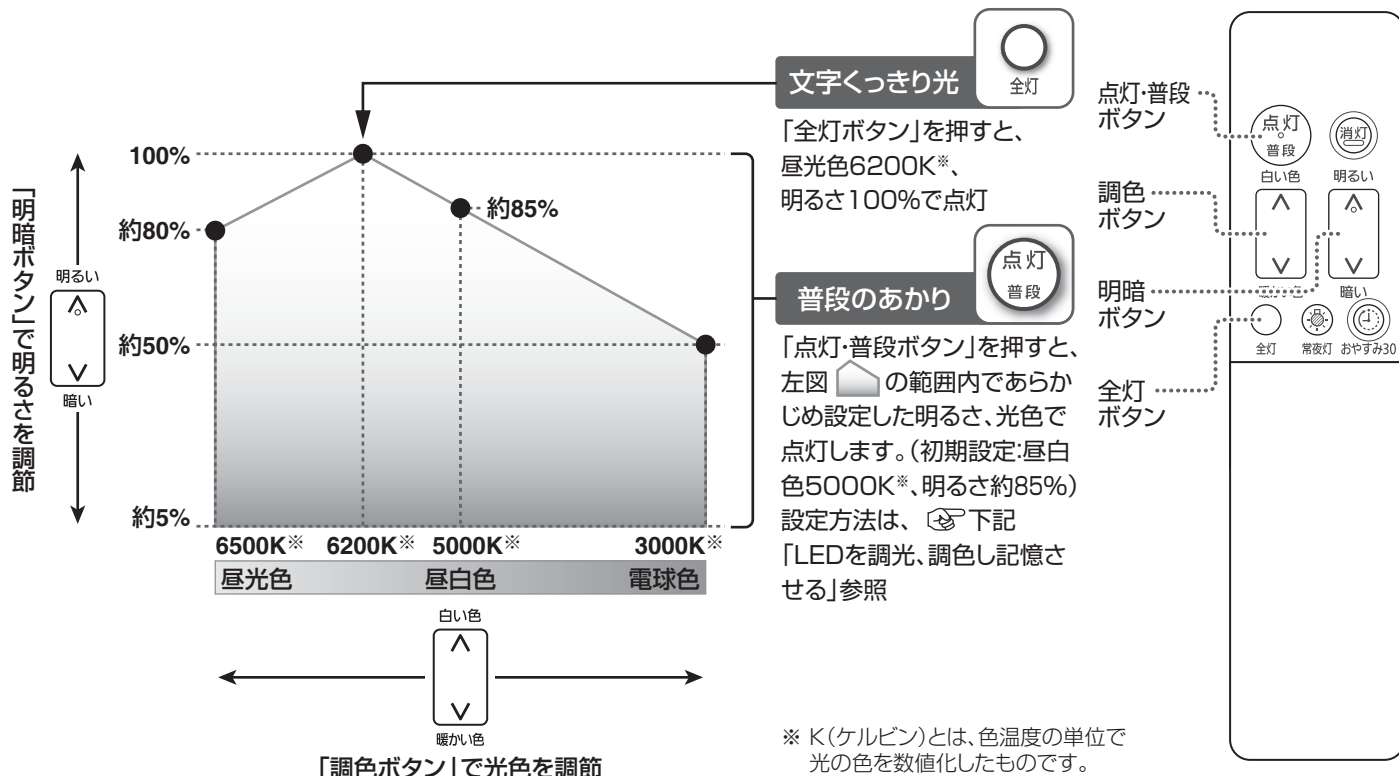 「明暗ボタン」で明るさを調節
明るい
暗い
100%
約80%
約85%
約50%
約5%
6500K※ 6200K※ 5000K※ 3000K※
昼光色 昼白色 電球色
白い色
暖かい色
「調色ボタン」で光色を調節
文字くっきり光
全灯
「全灯ボタン」を押すと、
昼光色6200K※、
明るさ100%で点灯
普段のあかり
点灯
普段
「点灯・普段ボタン」を押すと、
左図 の範囲内であらか
じめ設定した明るさ、光色で
点灯します。(初期設定:昼白
色5000K※、明るさ約85%)
設定方法は、 下記
「LEDを調光、調色し記憶さ
せる」参照
※ K(ケルビン)とは、色温度の単位で
光の色を数値化したものです。
点灯・普段
ボタン
調色
ボタン
明暗
ボタン
全灯
ボタン
点灯
普段
消灯
白い色 明るい
暖かい色 暗い
全灯 常夜灯 おやすみ30